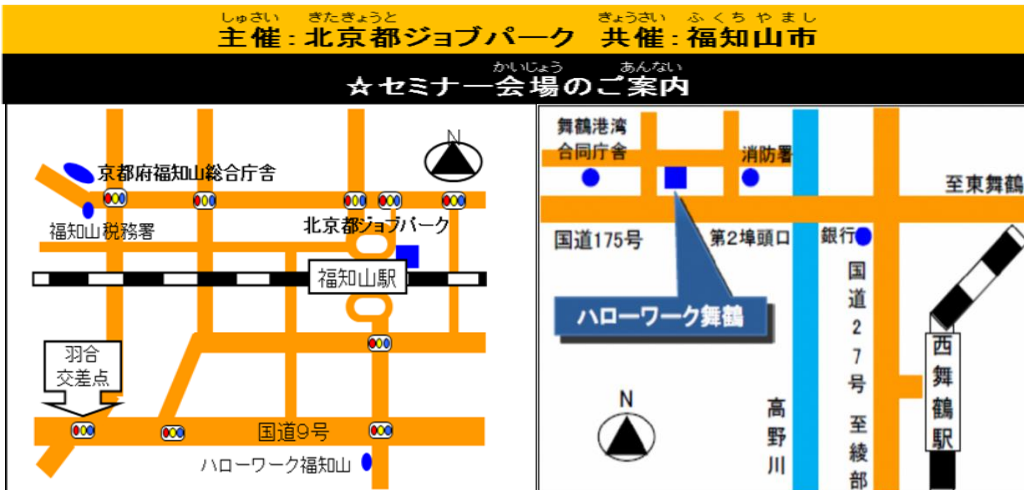 しゅさい きたきょうと きょうさい ふくちやまし
主催:北京都ジョブパーク 共催:福知山市
かいじょう あんない
☆セミナー会場のご案内
N
京都府福知山総合庁舎
福知山税務署
北京都ジョブパーク
福知山駅
羽合
交差点
国道9号
ハローワーク福知山
舞鶴港湾
合同庁舎
消防署
至東舞鶴
国道175号
第2埠頭口
銀行
ハローワーク舞鶴
国道27号 至綾部
西舞鶴駅
N
高野川